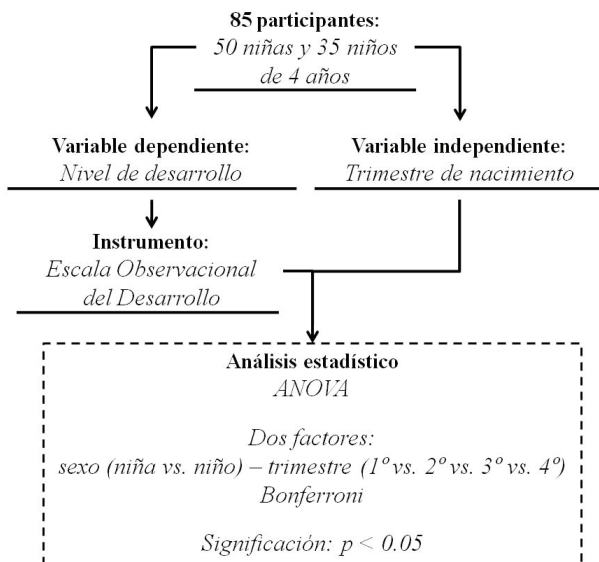 85 participantes:
50 niñas y 35 niños
de 4 años
Variable dependiente:
Nivel de desarrollo
Variable independiente:
Trimestre de nacimiento
Instrumento:
Escala Observacional
del Desarrollo
Análisis estadístico
ANOVA
Dos factores:
sexo (niña vs. niño) – trimestre (1º vs. 2º vs. 3º vs. 4º)
Bonferroni
Significación: p < 0.05